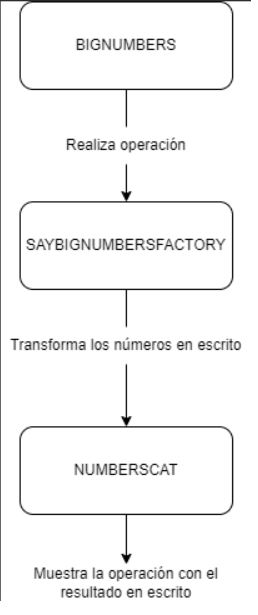 BIGNUMBERS
Realiza operación
SAYBIGNUMBERSFACTORY
Transforma los números en escrito
NUMBERSCAT
Muestra la operación con el
resultado en escrito